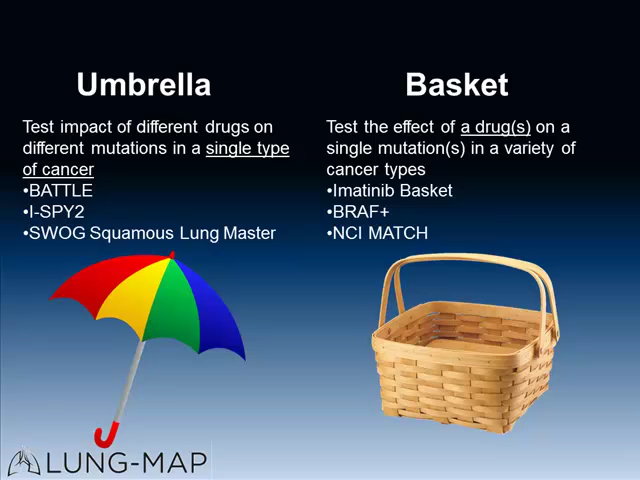 Umbrella
Test impact of different drugs on
different mutations in a single type
of cancer
•BATTLE
•I-SPY2
•SWOG Squamous Lung Master
Basket
Test the effect of a drug(s) on a
single mutation(s) in a variety of
cancer types
•Imatinib Basket
•BRAF+
•NCI MATCH
LUNG-MAP